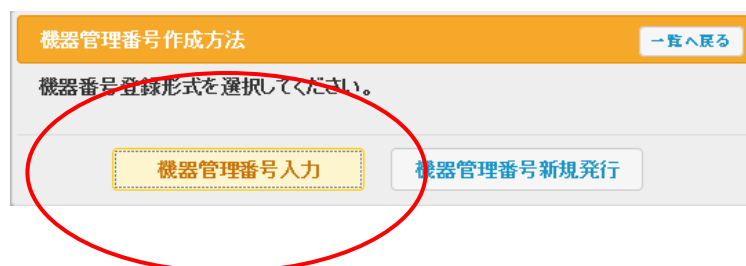 機器管理番号作成方法 一覧へ戻る
機器番号登録形式を選択してください。
機器管理番号入力 機器管理番号新規発行